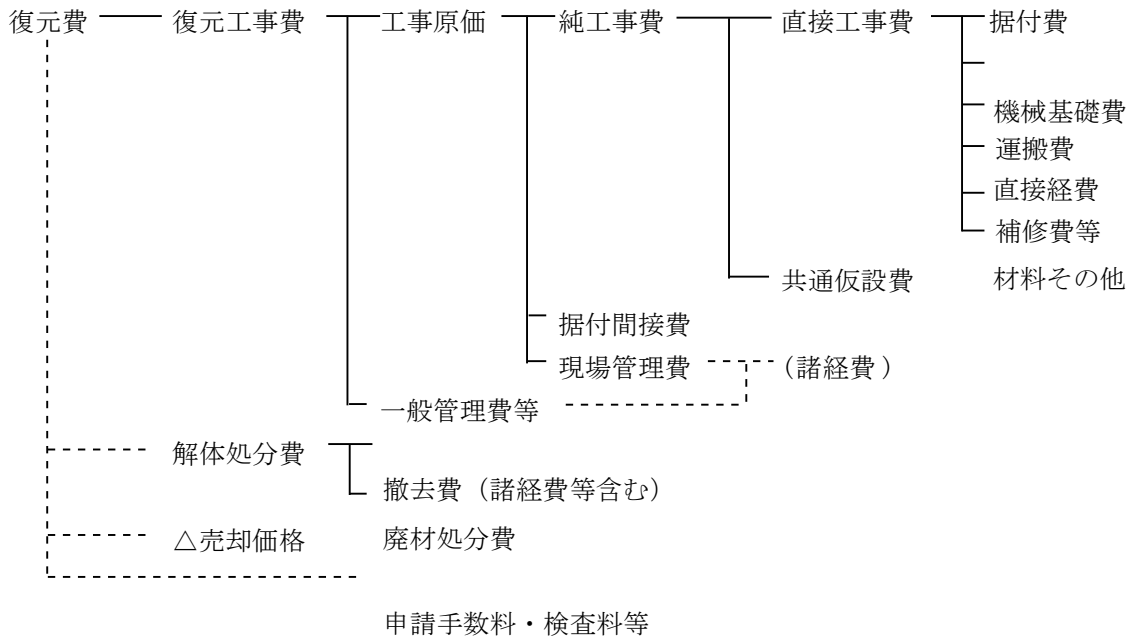 復元費 復元工事費 工事原価 純工事費 直接工事費 据付費
機械基礎費
運搬費
直接経費
補修費等
共通仮設費 材料その他
据付間接費
現場管理費 (諸経費)
一般管理費等
解体処分費
撤去費(諸経費等含む)
△売却価格 廃材処分費
申請手数料・検査料等